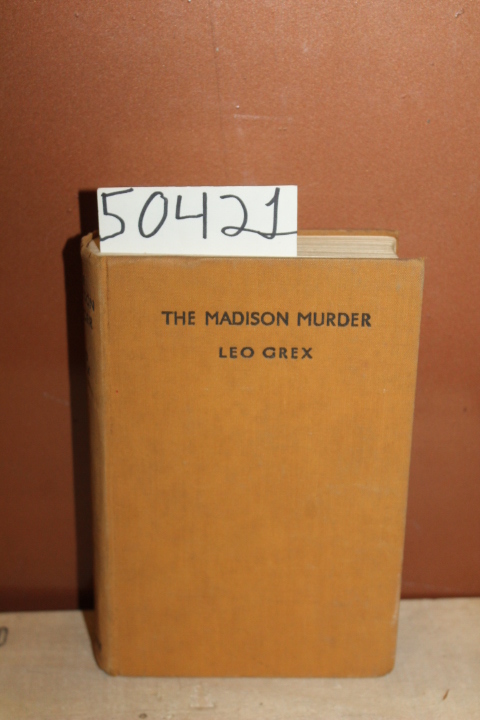 50421
THE MADISON MURDER
LEO GREX